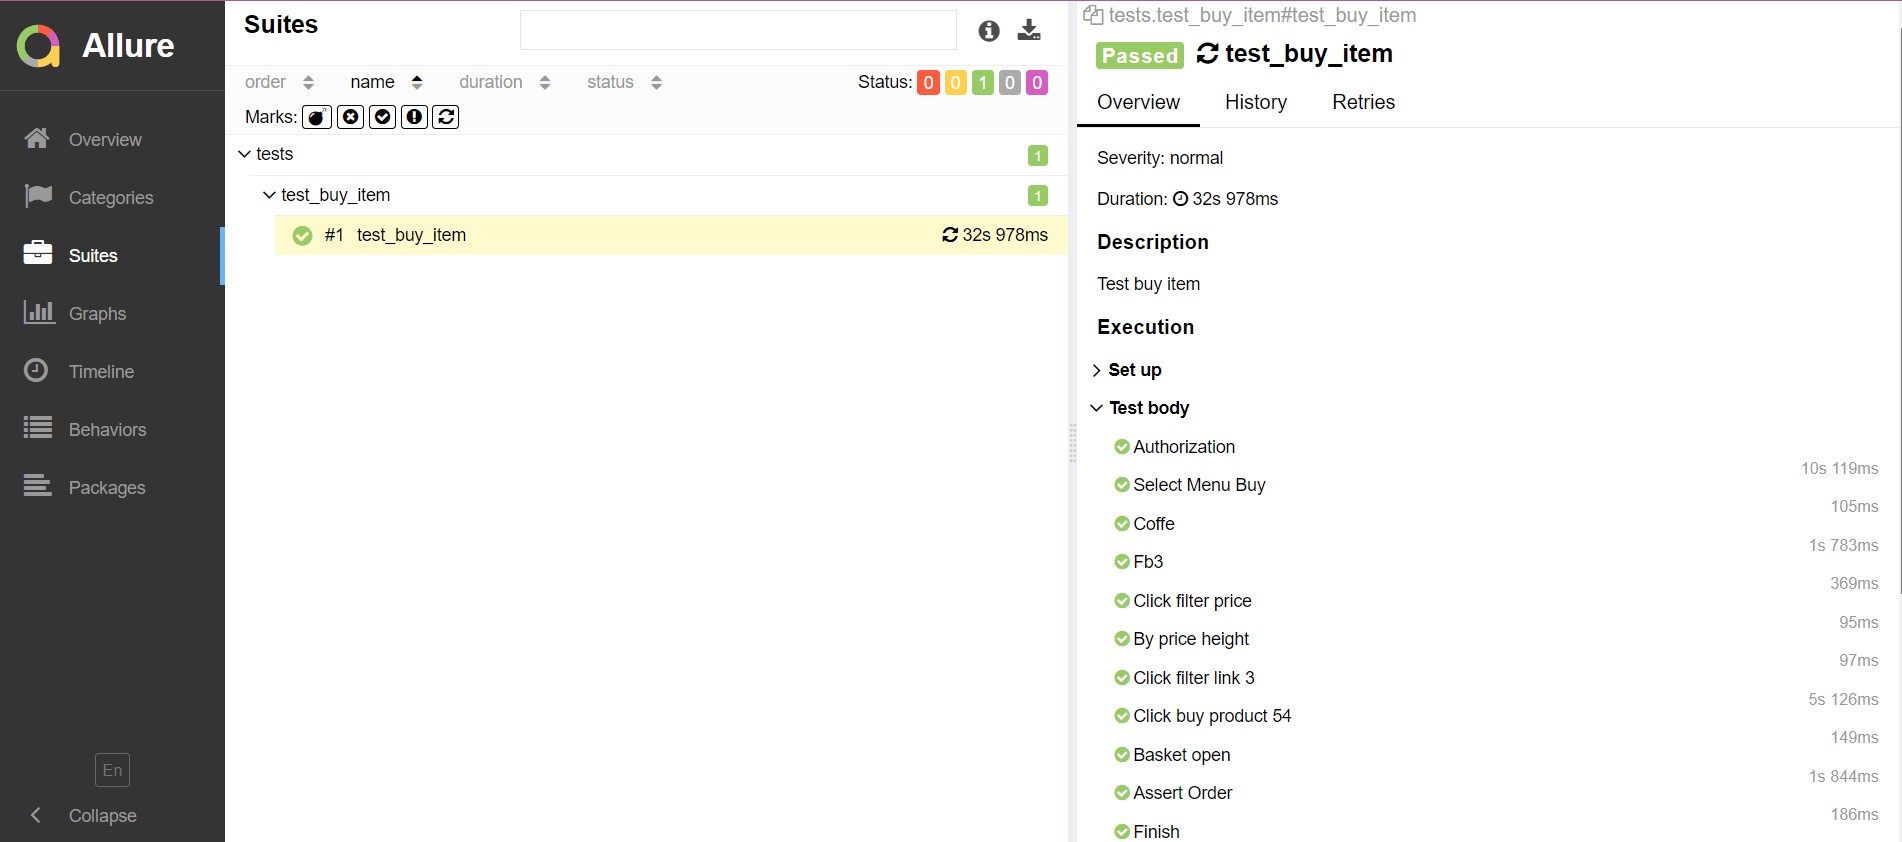 Allure
Overview
Categories
Suites
Graphs
Timeline
Behaviors
Packages
En
Collapse
Suites
order name duration status Status: 0 0 1 0 0
Marks:
tests 1
test_buy_item 1
#1 test_buy_item 32s 978ms
tests.test_buy_item#test_buy_item
Passed test_buy_item
Overview History Retries
Severity: normal
Duration: 32s 978ms
Description
Test buy item
Execution
Set up
Test body
Authorization
10s 119ms
Select Menu Buy
105ms
Coffe
1s 783ms
Fb3
369ms
Click filter price
95ms
By price height
97ms
Click filter link 3
5s 126ms
Click buy product 54
149ms
Basket open
1s 844ms
Assert Order
186ms
Finish